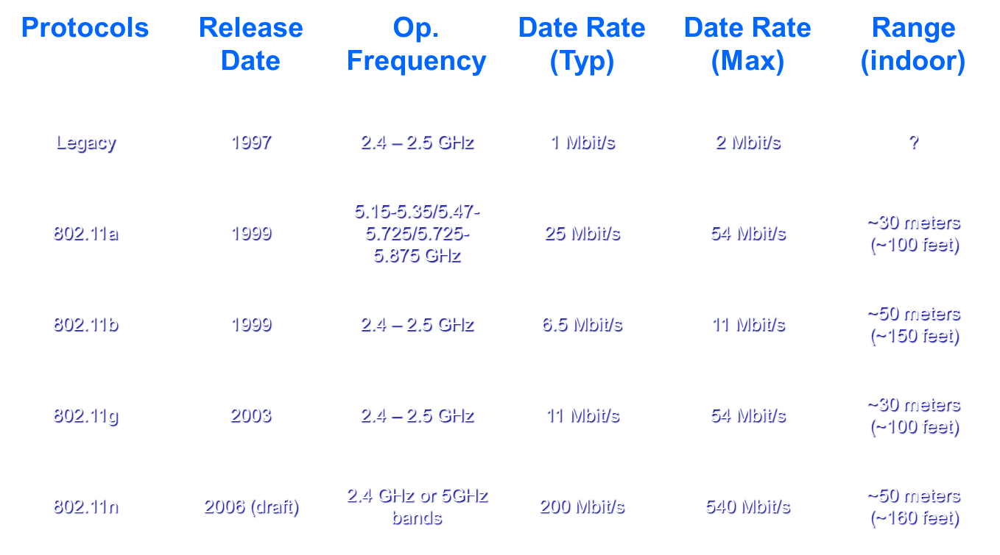 Protocols Release Date Op. Frequency Date Rate (Typ) Date Rate (Max) Range (indoor)
Legacy 1997 2.4 – 2.5 GHz 1 Mbit/s 2 Mbit/s ?
802.11a 1999 5.15-5.35/5.47-5.725/5.725-5.875 GHz 25 Mbit/s 54 Mbit/s ~30 meters (~100 feet)
802.11b 1999 2.4 – 2.5 GHz 6.5 Mbit/s 11 Mbit/s ~50 meters (~150 feet)
802.11g 2003 2.4 – 2.5 GHz 11 Mbit/s 54 Mbit/s ~30 meters (~100 feet)
802.11n 2006 (draft) 2.4 GHz or 5GHz bands 200 Mbit/s 540 Mbit/s ~50 meters (~160 feet)